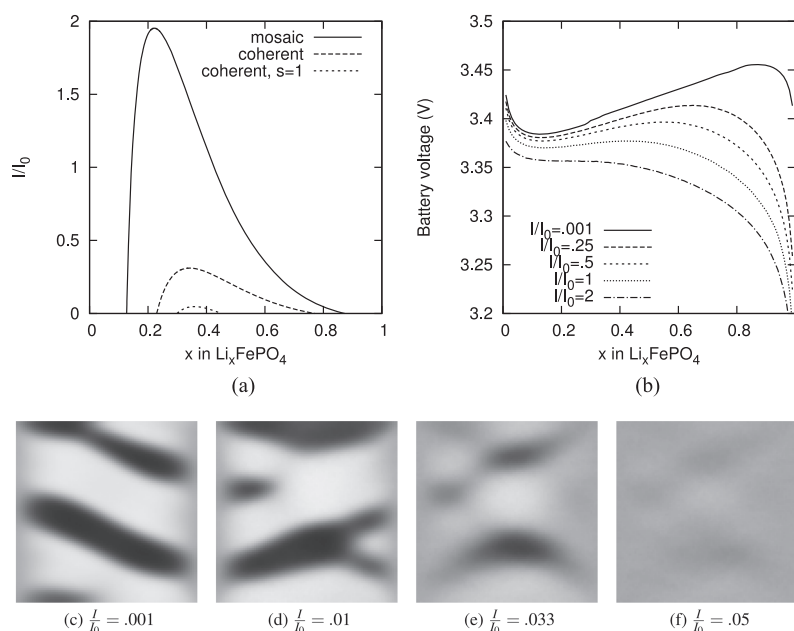 2
1.5
1
0.5
0
I/I0
mosaic
coherent
coherent, s=1
0 0.2 0.4 0.6 0.8 1
x in LixFePO4
(a)
3.5
3.45
3.4
3.35
3.3
3.25
3.2
Battery voltage (V)
I/I0=.001
I/I0=.25
I/I0=.5
I/I0=1
I/I0=2
0 0.2 0.4 0.6 0.8
x in LixFePO4
(b)
(c) I/I0 = .001
(d) I/I0 = .01
(e) I/I0 = .033
(f) I/I0 = .05